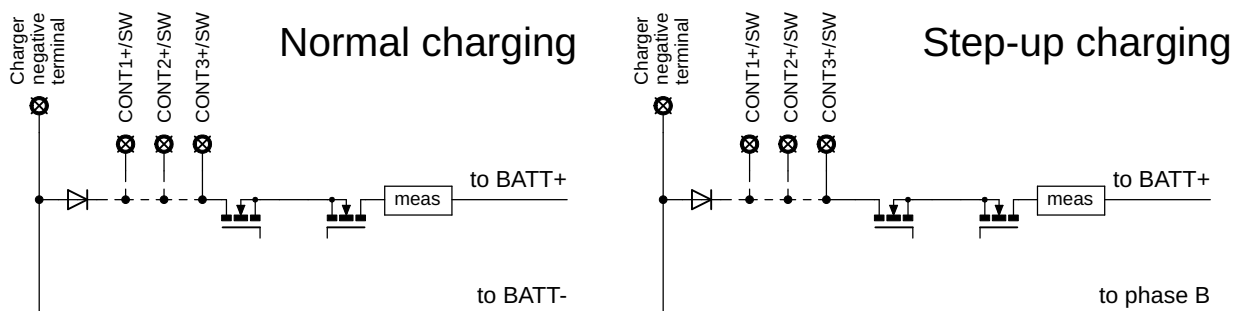 Charger
negative
terminal
CONT1+/SW
CONT2+/SW
CONT3+/SW
Normal charging
to BATT+
meas
to BATT-
Charger
negative
terminal
CONT1+/SW
CONT2+/SW
CONT3+/SW
Step-up charging
to BATT+
meas
to phase B